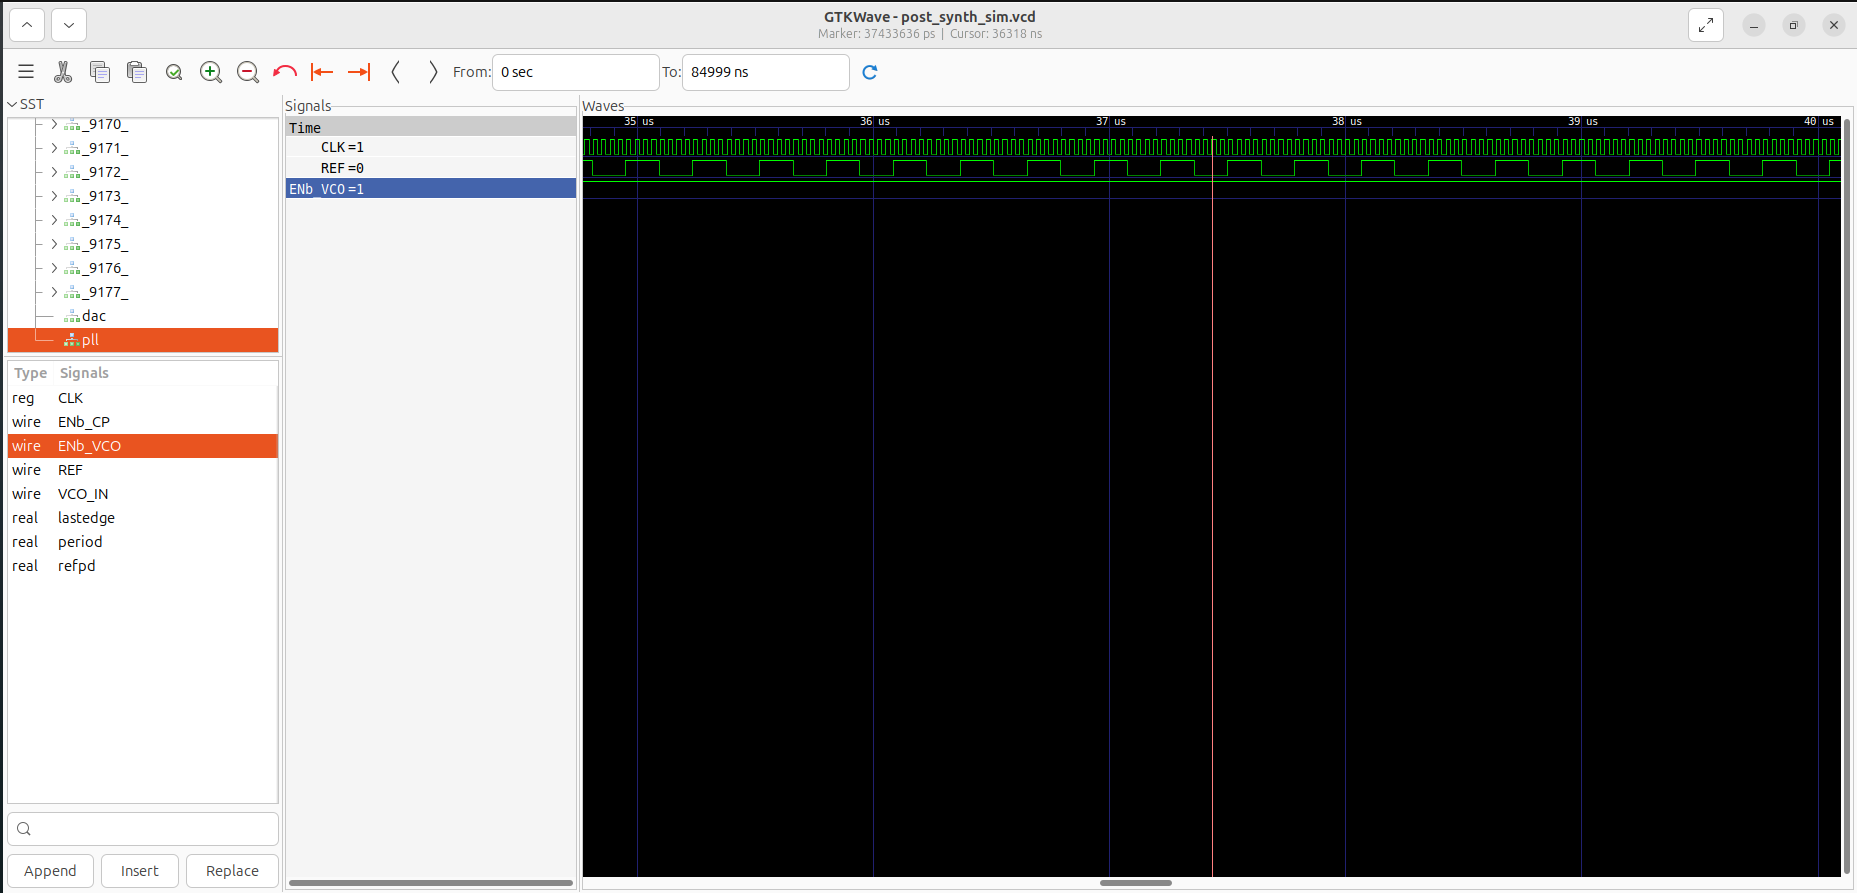 GTKWave - post_synth_sim.vcd
Marker: 37433636 ps | Cursor: 36318 ns
From: 0 sec To: 84999 ns
SST
_9170_
_9171_
_9172_
_9173_
_9174_
_9175_
_9176_
_9177_
dac
pll
Type Signals
reg CLK
wire ENb_CP
wire ENb_VCO
wire REF
wire VCO_IN
real lastedge
real period
real refpd
Append Insert Replace
Signals
Time
CLK=1
REF=0
ENb_VCO=1
Waves
35 us 36 us 37 us 38 us 39 us 40 us